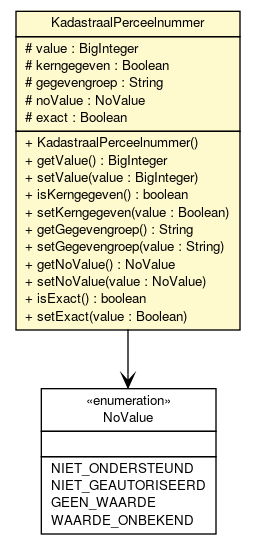 KadastraalPerceelnummer
# value : BigInteger
# kerngegeven : Boolean
# gegevengroep : String
# noValue : NoValue
# exact : Boolean
+ KadastraalPerceelnummer()
+ getValue() : BigInteger
+ setValue(value : BigInteger)
+ isKerngegeven() : boolean
+ setKerngegeven(value : Boolean)
+ getGegevengroep() : String
+ setGegevengroep(value : String)
+ getNoValue() : NoValue
+ setNoValue(value : NoValue)
+ isExact() : boolean
+ setExact(value : Boolean)
«enumeration»
NoValue
NIET_ONDERSTEUND
NIET_GEAUTORISEERD
GEEN_WAARDE
WAARDE_ONBEKEND